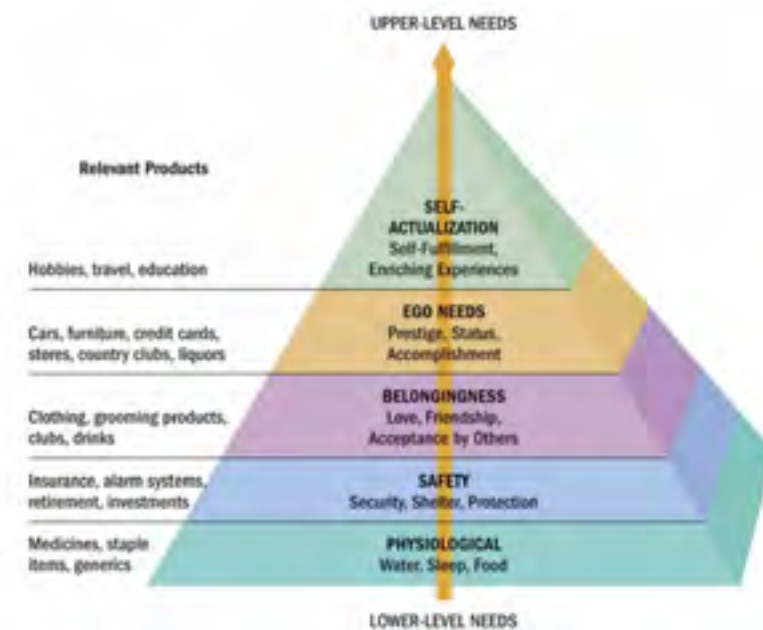 UPPER-LEVEL NEEDS
Relevant Products
SELF-
ACTUALIZATION
Self-Fulfillment,
Enriching Experiences
Hobbies, travel, education
EGO NEEDS
Prestige, Status,
Accomplishment
Cars, furniture, credit cards,
stores, country clubs, liquors
BELONGINGNESS
Love, Friendship,
Acceptance by Others
Clothing, grooming products,
clubs, drinks
SAFETY
Security, Shelter, Protection
Insurance, alarm systems,
retirement, investments
PHYSIOLOGICAL
Water, Sleep, Food
Medicines, staple
items, generics
LOWER-LEVEL NEEDS